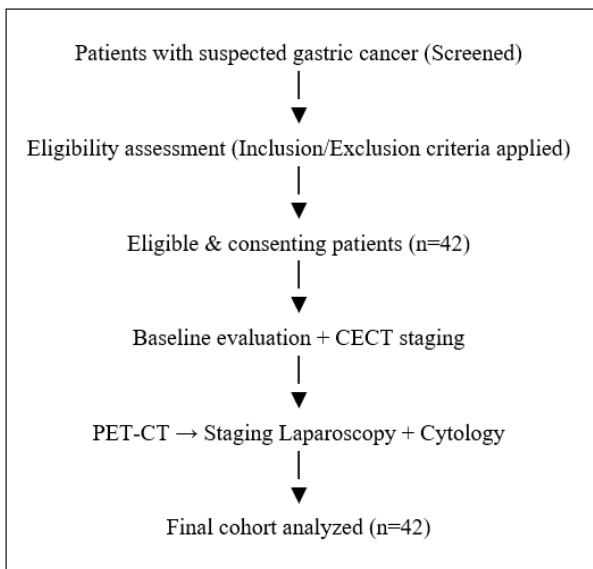 Patients with suspected gastric cancer (Screened)
Eligibility assessment (Inclusion/Exclusion criteria applied)
Eligible & consenting patients (n=42)
Baseline evaluation + CECT staging
PET-CT → Staging Laparoscopy + Cytology
Final cohort analyzed (n=42)